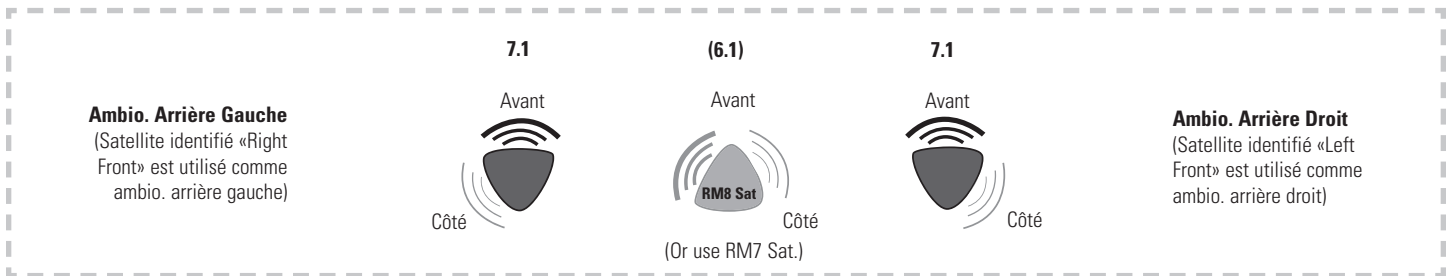 7.1
(6.1)
7.1
Ambio. Arrière Gauche
(Satellite identifié «Right
Front» est utilisé comme
ambio. arrière gauche)
Avant
Côté
Avant
RM8 Sat
Côté
(Or use RM7 Sat.)
Avant
Côté
Ambio. Arrière Droit
(Satellite identifié «Left
Front» est utilisé comme
ambio. arrière droit)